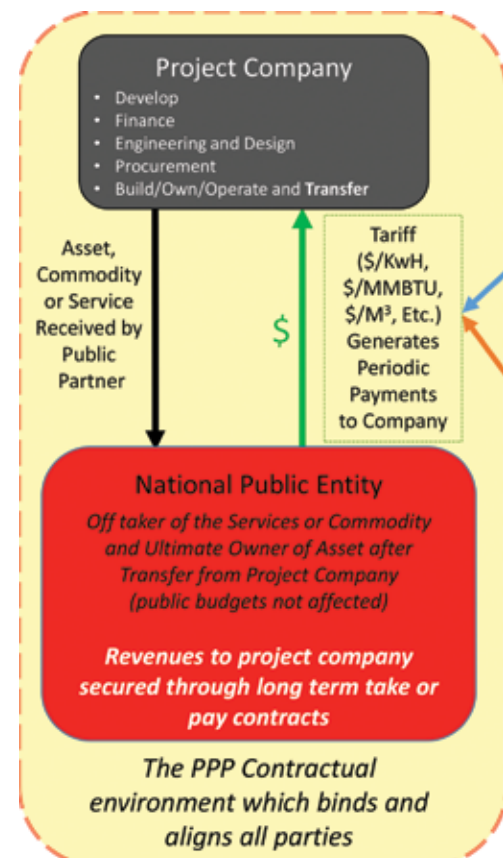 Project Company
• Develop
• Finance
• Engineering and Design
• Procurement
• Build/Own/Operate and Transfer
Asset,
Commodity
or Service
Received by
Public
Partner
$
Tariff
($/KwH,
$/MMBTU,
$/M³, Etc.)
Generates
Periodic
Payments
to Company
National Public Entity
Off taker of the Services or Commodity
and Ultimate Owner of Asset after
Transfer from Project Company
(public budgets not affected)
Revenues to project company
secured through long term take or
pay contracts
The PPP Contractual
environment which binds and
aligns all parties